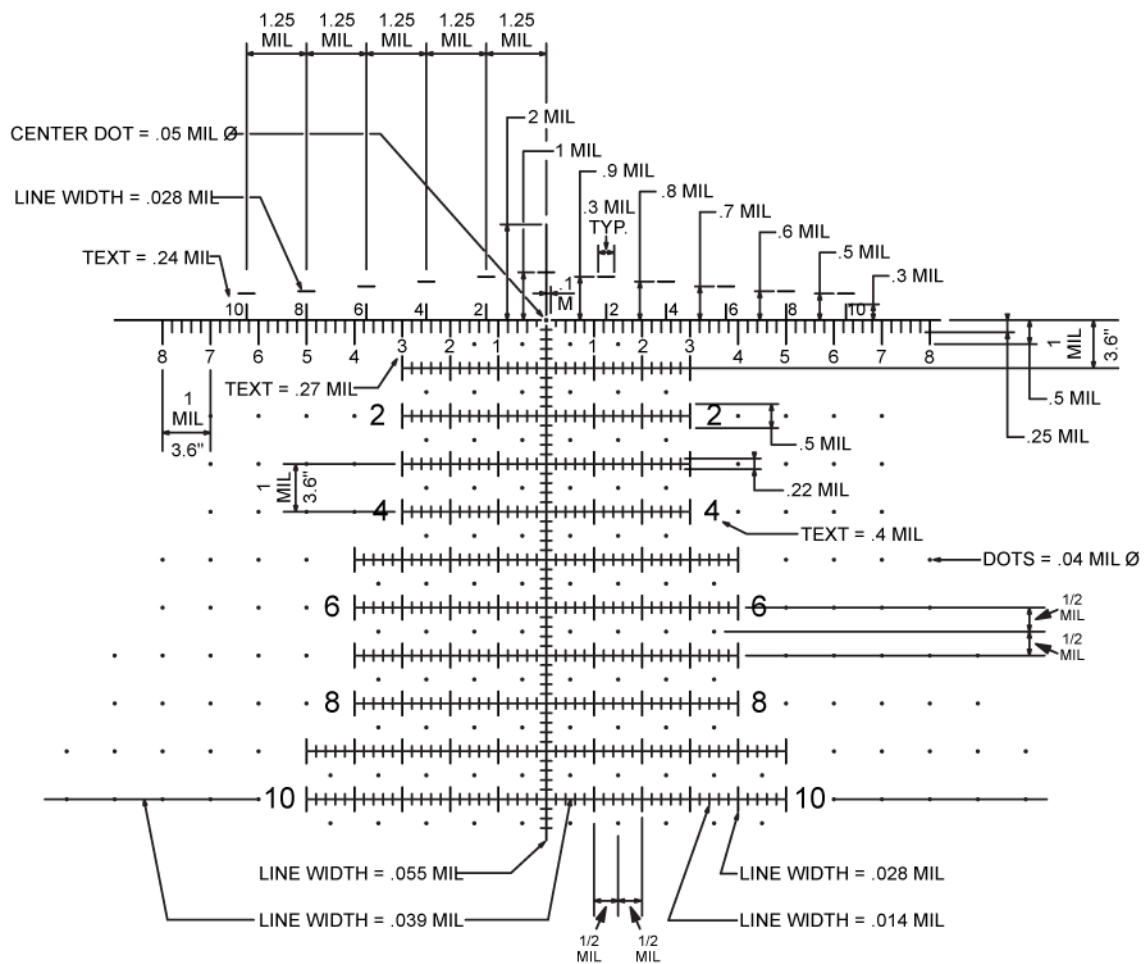 1.25 MIL
1.25 MIL
1.25 MIL
1.25 MIL
1.25 MIL
2 MIL
CENTER DOT = .05 MIL Ø
1 MIL
.9 MIL
LINE WIDTH = .028 MIL
.3 MIL TYP.
.8 MIL
.7 MIL
.6 MIL
TEXT = .24 MIL
.5 MIL
.3 MIL
.1 M
10 8 6 4 2 2 4 6 8 10
8 7 6 5 4 3 2 1 1 2 3 4 5 6 7 8
1 MIL 3.6"
TEXT = .27 MIL
.5 MIL
1 MIL 3.6"
2 2
.5 MIL
.25 MIL
1 MIL 3.6"
.22 MIL
4 4
TEXT = .4 MIL
DOTS = .04 MIL Ø
6 6
1/2 MIL
1/2 MIL
8 8
10 10
LINE WIDTH = .055 MIL
LINE WIDTH = .028 MIL
LINE WIDTH = .039 MIL
LINE WIDTH = .014 MIL
1/2 MIL
1/2 MIL